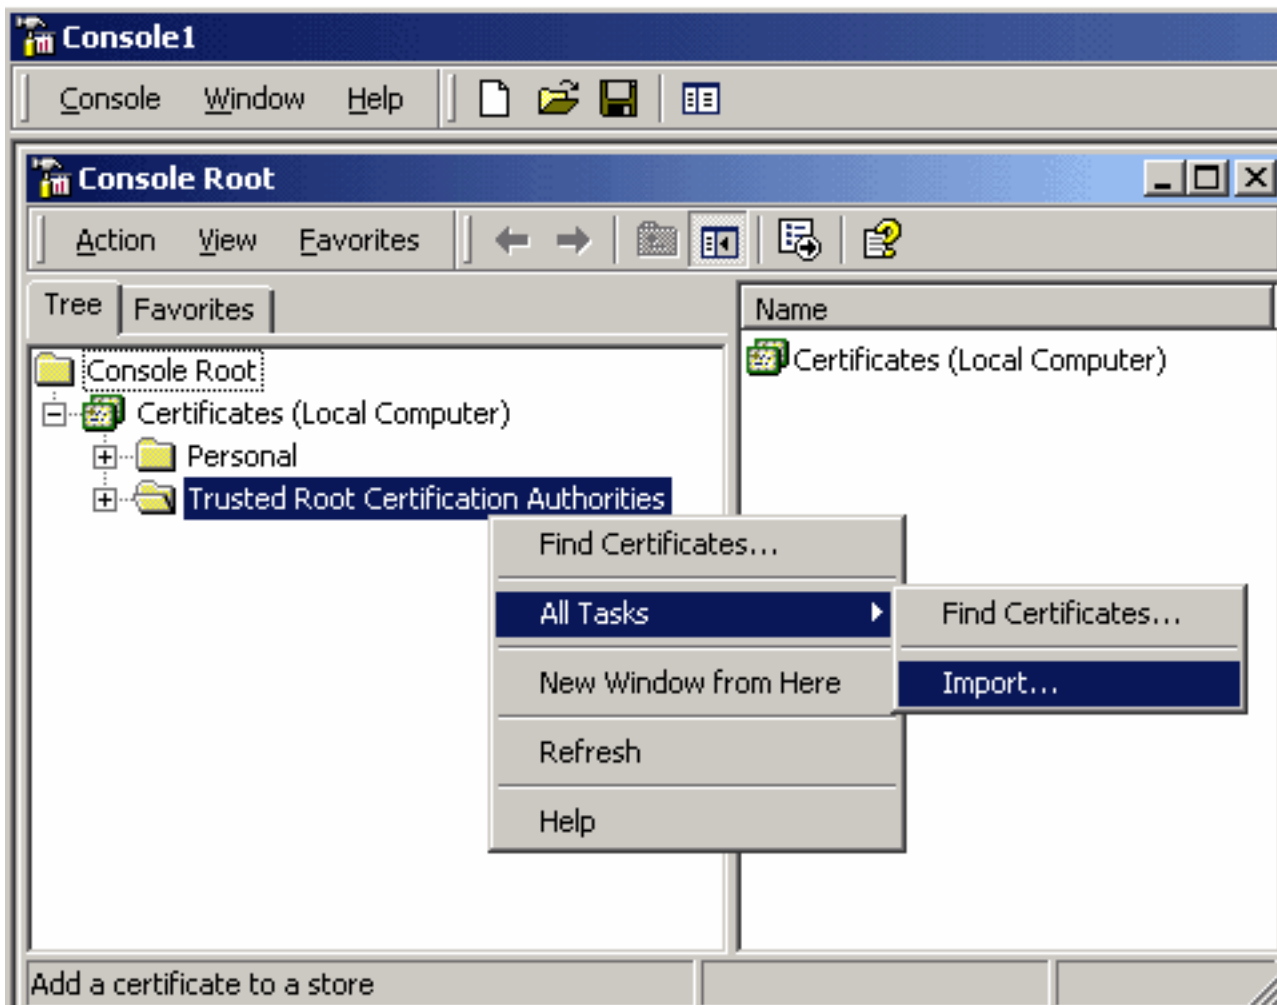 Console1
Console Window Help
Console Root
Action View Favorites
Tree Favorites
Name
Console Root
Certificates (Local Computer)
Certificates (Local Computer)
Personal
Trusted Root Certification Authorities
Find Certificates...
All Tasks
New Window from Here
Refresh
Help
Find Certificates...
Import...
Add a certificate to a store